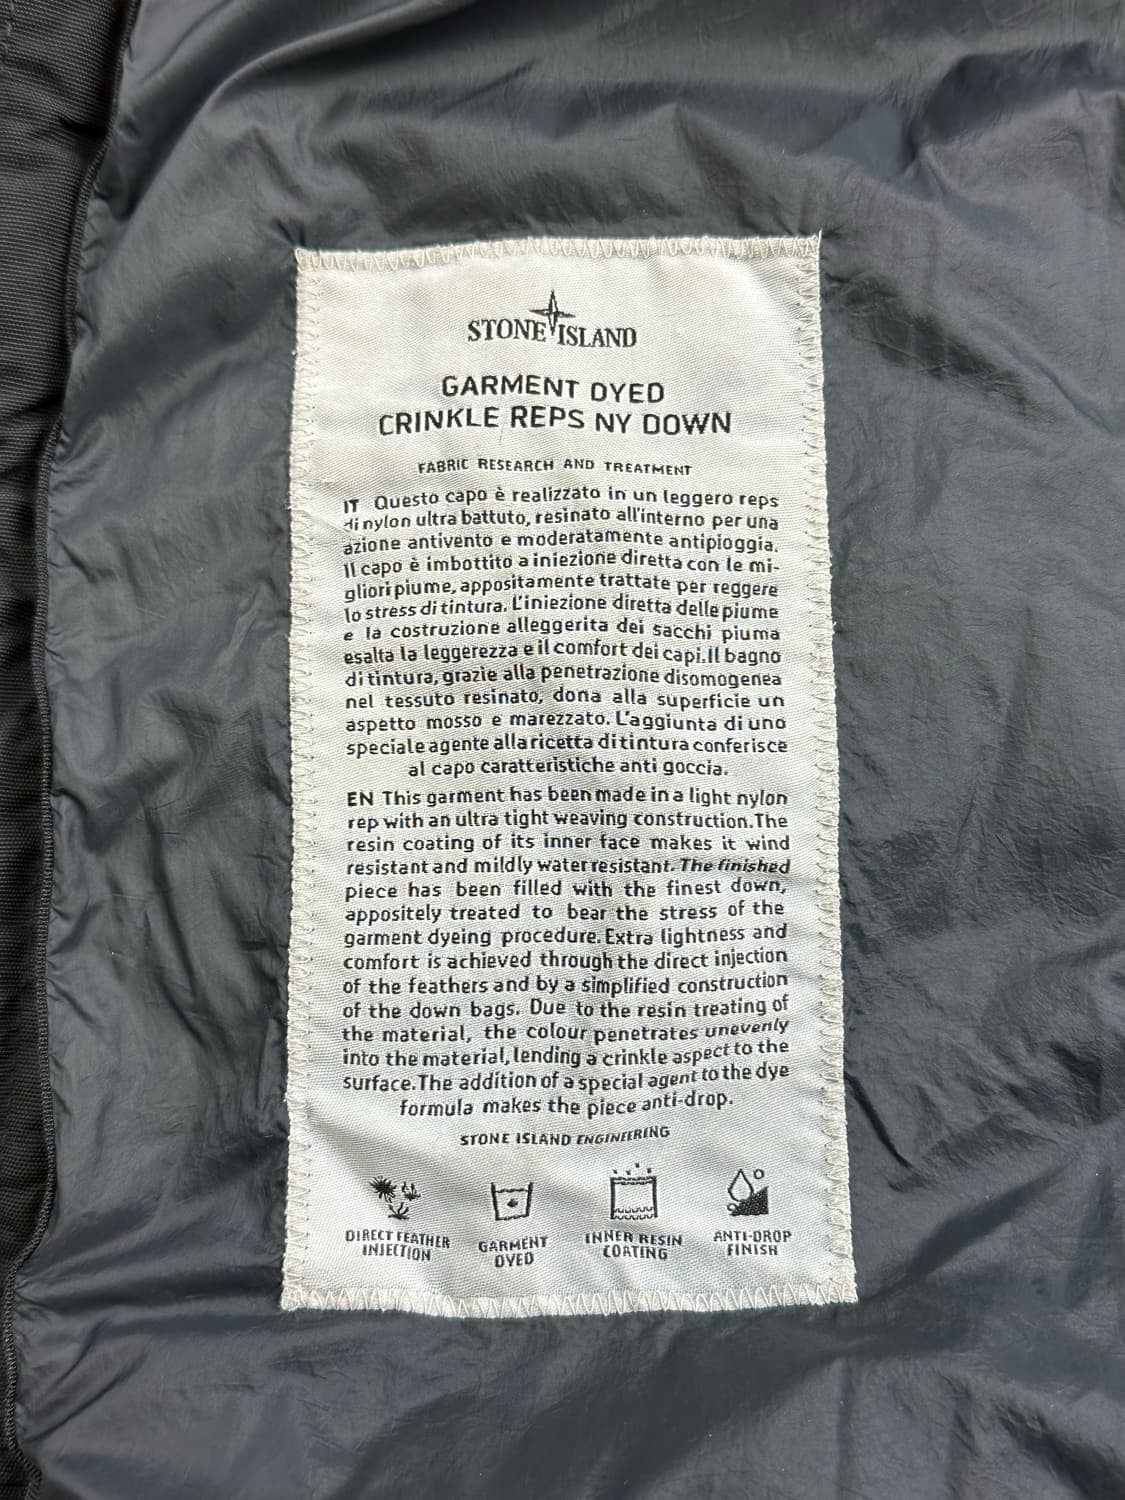 STONE ISLAND
GARMENT DYED
CRINKLE REPS NY DOWN
FABRIC RESEARCH AND TREATMENT
IT Questo capo è realizzato in un leggero reps
di nylon ultra battuto, resinato all'interno per una
azione antivento e moderatamente antipioggia.
Il capo è imbottito a iniezione diretta con le mi-
gliori piume, appositamente trattate per reggere
lo stress di tintura. L'iniezione diretta delle piume
e la costruzione alleggerita dei sacchi piuma
esalta la leggerezza e il comfort dei capi. Il bagno
di tintura, grazie alla penetrazione disomogenea
nel tessuto resinato, dona alla superficie un
aspetto mosso e marezzato. L'aggiunta di uno
speciale agente alla ricetta di tintura conferisce
al capo caratteristiche anti goccia.
EN This garment has been made in a light nylon
rep with an ultra tight weaving construction. The
resin coating of its inner face makes it wind
resistant and mildly water resistant. The finished
piece has been filled with the finest down,
appositely treated to bear the stress of the
garment dyeing procedure. Extra lightness and
comfort is achieved through the direct injection
of the feathers and by a simplified construction
of the down bags. Due to the resin treating of
the material, the colour penetrates unevenly
into the material, lending a crinkle aspect to the
surface. The addition of a special agent to the dye
formula makes the piece anti-drop.
STONE ISLAND ENGINEERING
DIRECT FEATHER
INJECTION
GARMENT
DYED
INNER RESIN
COATING
ANTI-DROP
FINISH